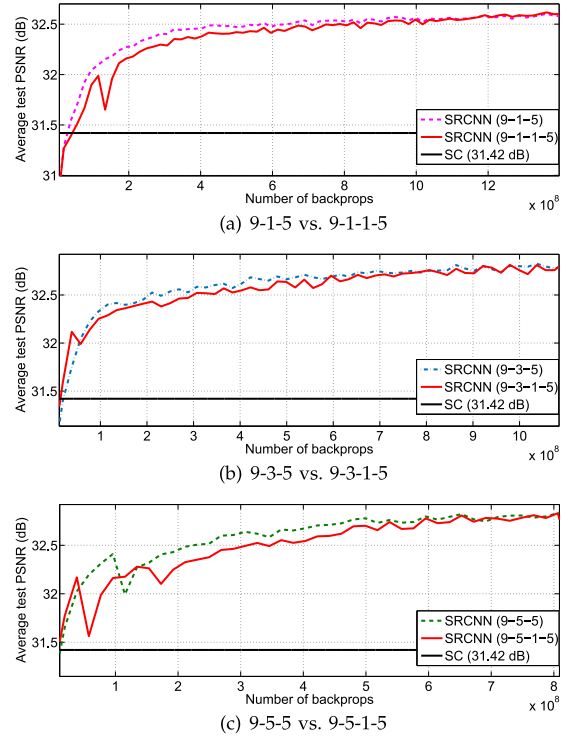 32.5
32
31.5
31
Average test PSNR (dB)
SRCNN (9−1−5)
SRCNN (9−1−1−5)
SC (31.42 dB)
2 4 6 8 10 12
Number of backprops
x 10^8
(a) 9-1-5 vs. 9-1-1-5
32.5
32
31.5
Average test PSNR (dB)
SRCNN (9−3−5)
SRCNN (9−3−1−5)
SC (31.42 dB)
1 2 3 4 5 6 7 8 9 10
Number of backprops
x 10^8
(b) 9-3-5 vs. 9-3-1-5
32.5
32
31.5
Average test PSNR (dB)
SRCNN (9−5−5)
SRCNN (9−5−1−5)
SC (31.42 dB)
1 2 3 4 5 6 7 8
Number of backprops
x 10^8
(c) 9-5-5 vs. 9-5-1-5